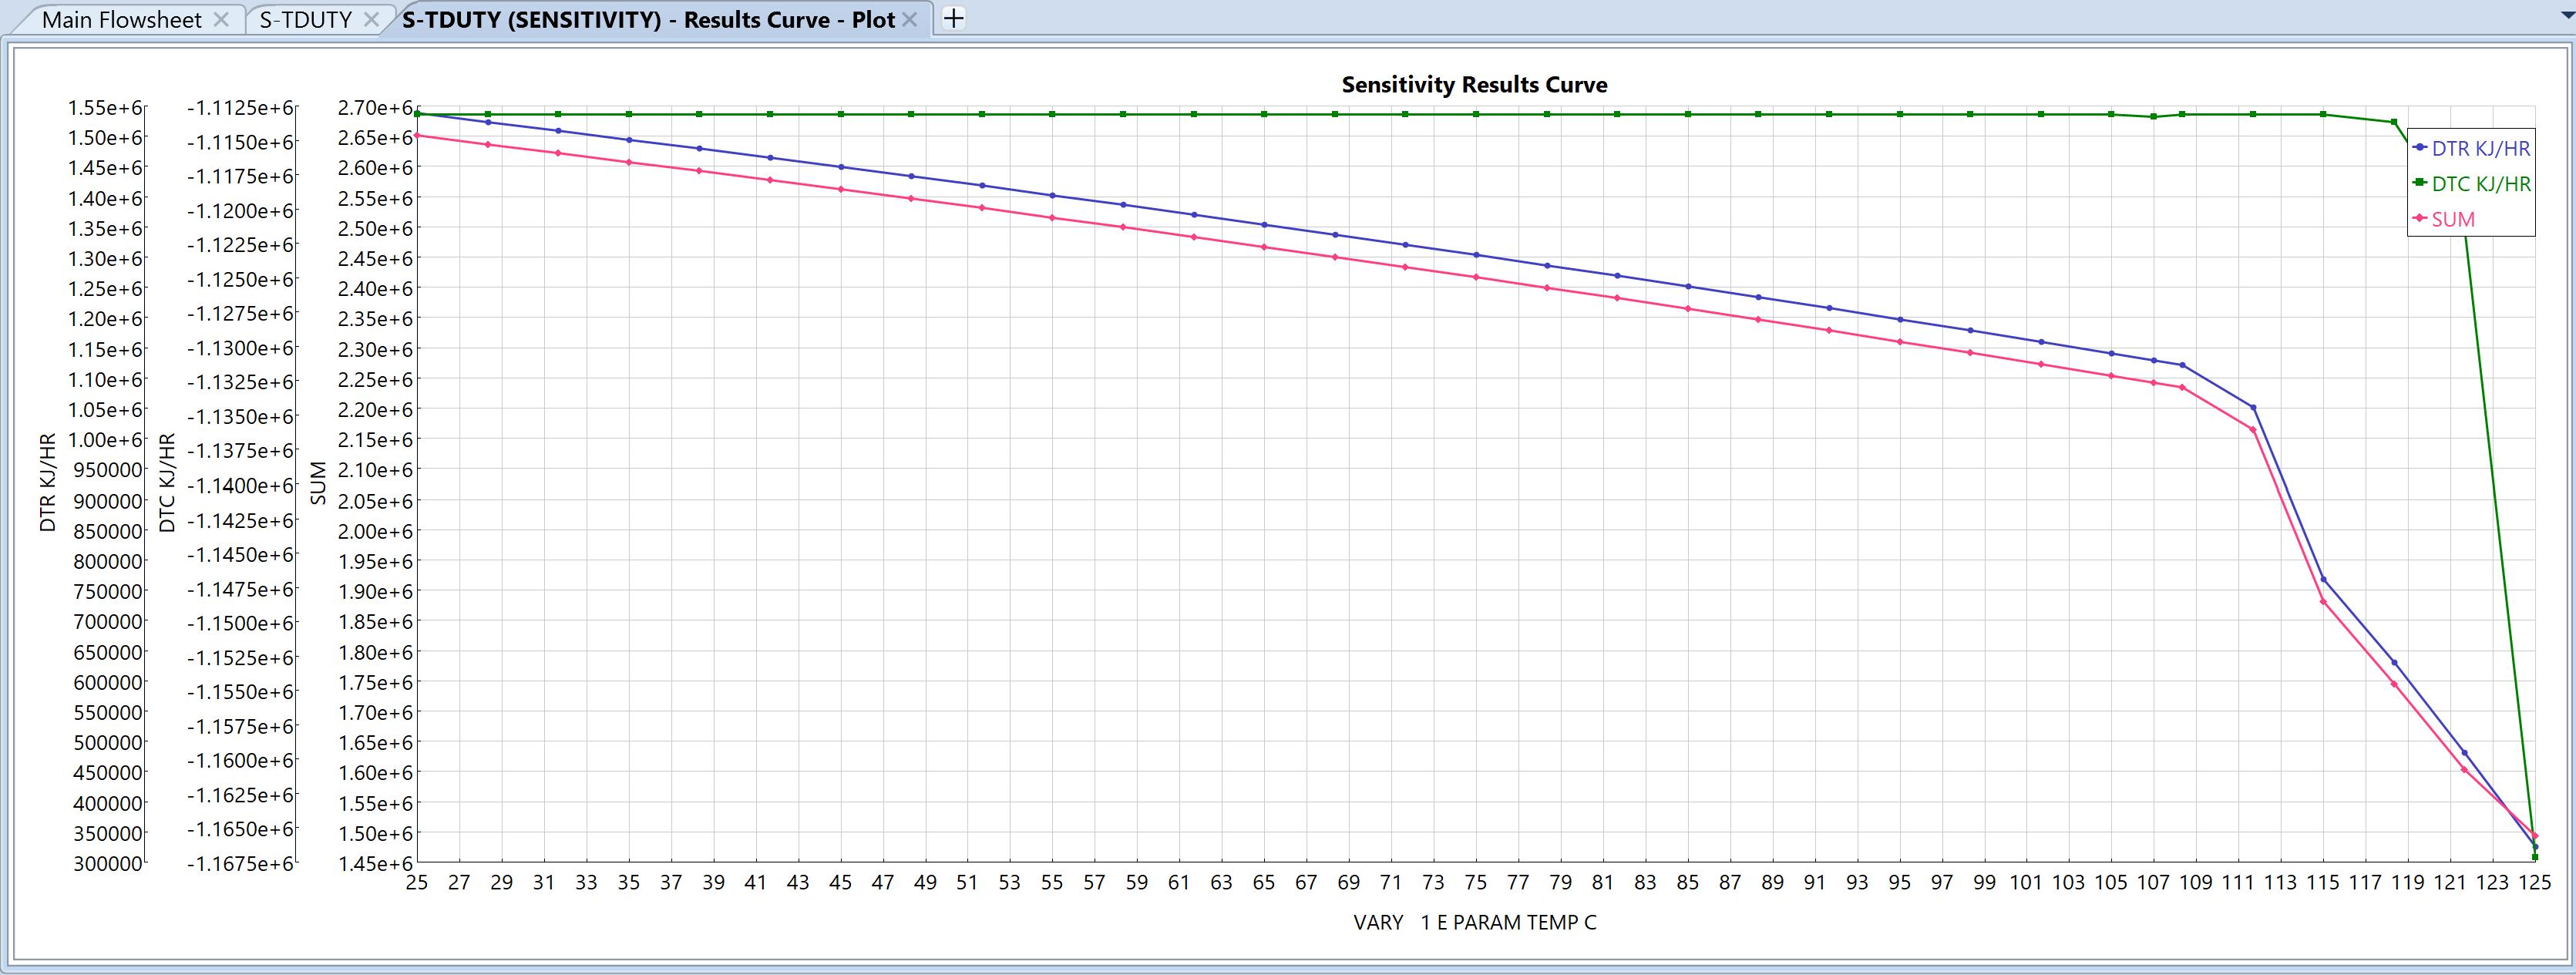 Main Flowsheet
S-TDUTY
S-TDUTY (SENSITIVITY) - Results Curve - Plot
Sensitivity Results Curve
DTR KJ/HR
1.55e+6
1.50e+6
1.45e+6
1.40e+6
1.35e+6
1.30e+6
1.25e+6
1.20e+6
1.15e+6
1.10e+6
1.05e+6
1.00e+6
950000
900000
850000
800000
750000
700000
650000
600000
550000
500000
450000
400000
350000
300000
DTC KJ/HR
-1.1125e+6
-1.1150e+6
-1.1175e+6
-1.1200e+6
-1.1225e+6
-1.1250e+6
-1.1275e+6
-1.1300e+6
-1.1325e+6
-1.1350e+6
-1.1375e+6
-1.1400e+6
-1.1425e+6
-1.1450e+6
-1.1475e+6
-1.1500e+6
-1.1525e+6
-1.1550e+6
-1.1575e+6
-1.1600e+6
-1.1625e+6
-1.1650e+6
-1.1675e+6
SUM
2.70e+6
2.65e+6
2.60e+6
2.55e+6
2.50e+6
2.45e+6
2.40e+6
2.35e+6
2.30e+6
2.25e+6
2.20e+6
2.15e+6
2.10e+6
2.05e+6
2.00e+6
1.95e+6
1.90e+6
1.85e+6
1.80e+6
1.75e+6
1.70e+6
1.65e+6
1.60e+6
1.55e+6
1.50e+6
1.45e+6
DTR KJ/HR
DTC KJ/HR
SUM
25 27 29 31 33 35 37 39 41 43 45 47 49 51 53 55 57 59 61 63 65 67 69 71 73 75 77 79 81 83 85 87 89 91 93 95 97 99 101 103 105 107 109 111 113 115 117 119 121 123 125
VARY 1 E PARAM TEMP C